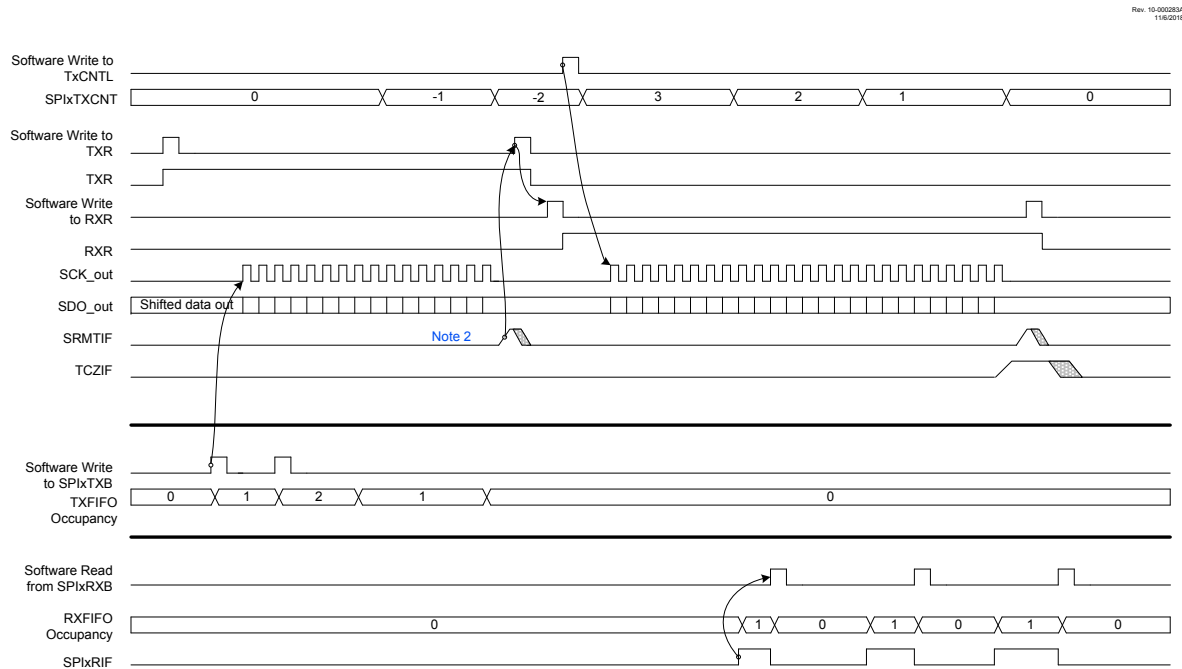 Rev. 10-000283A
11/6/2018
Software Write to
TxCNTL
SPIxTXCNT
0 -1 -2 3 2 1 0
Software Write to
TXR
TXR
Software Write
to RXR
RXR
SCK_out
SDO_out
Shifted data out
SRMTIF
Note 2
TCZIF
Software Write
to SPIxTXB
TXFIFO
Occupancy
0 1 2 1 0
Software Read
from SPIxRXB
RXFIFO
Occupancy
0 1 0 1 0 1 0
SPIxRIF